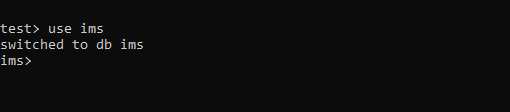 test> use ims
switched to db ims
ims>